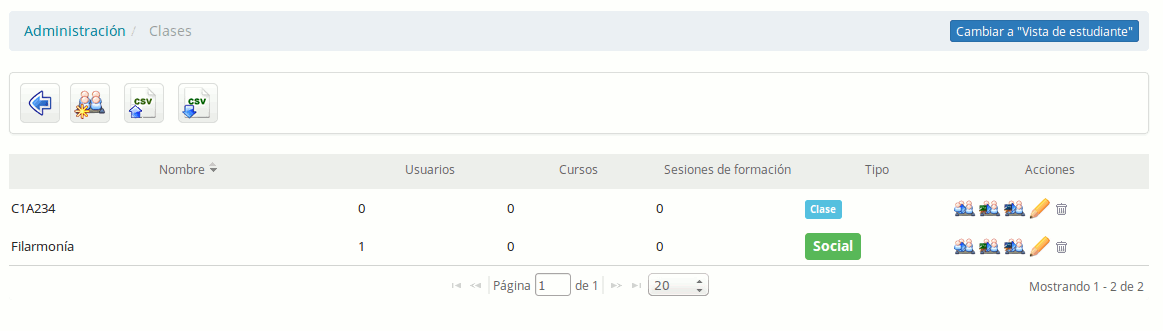 Administración / Clases
Cambiar a "Vista de estudiante"
CSV CSV
Nombre Usuarios Cursos Sesiones de formación Tipo Acciones
C1A234 0 0 0 Clase
Filarmonía 1 0 0 Social
Página 1 de 1 20 Mostrando 1 - 2 de 2